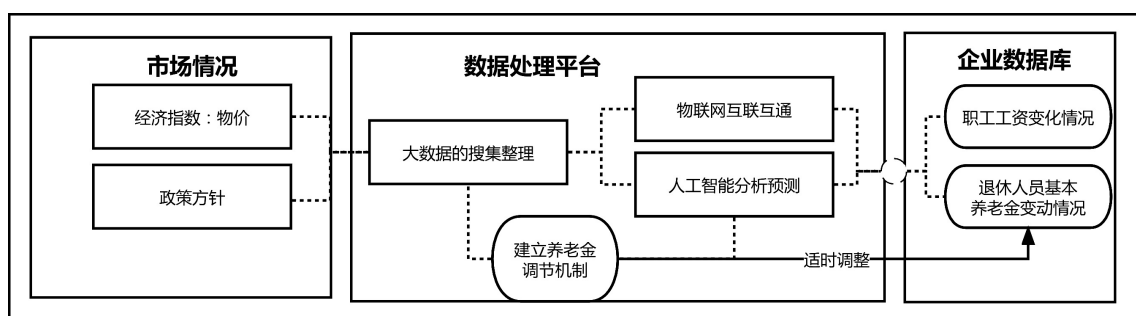 市场情况
经济指数：物价
政策方针
数据处理平台
大数据的搜集整理
物联网互联互通
人工智能分析预测
建立养老金
调节机制
适时调整
企业数据库
职工工资变化情况
退休人员基本
养老金变动情况